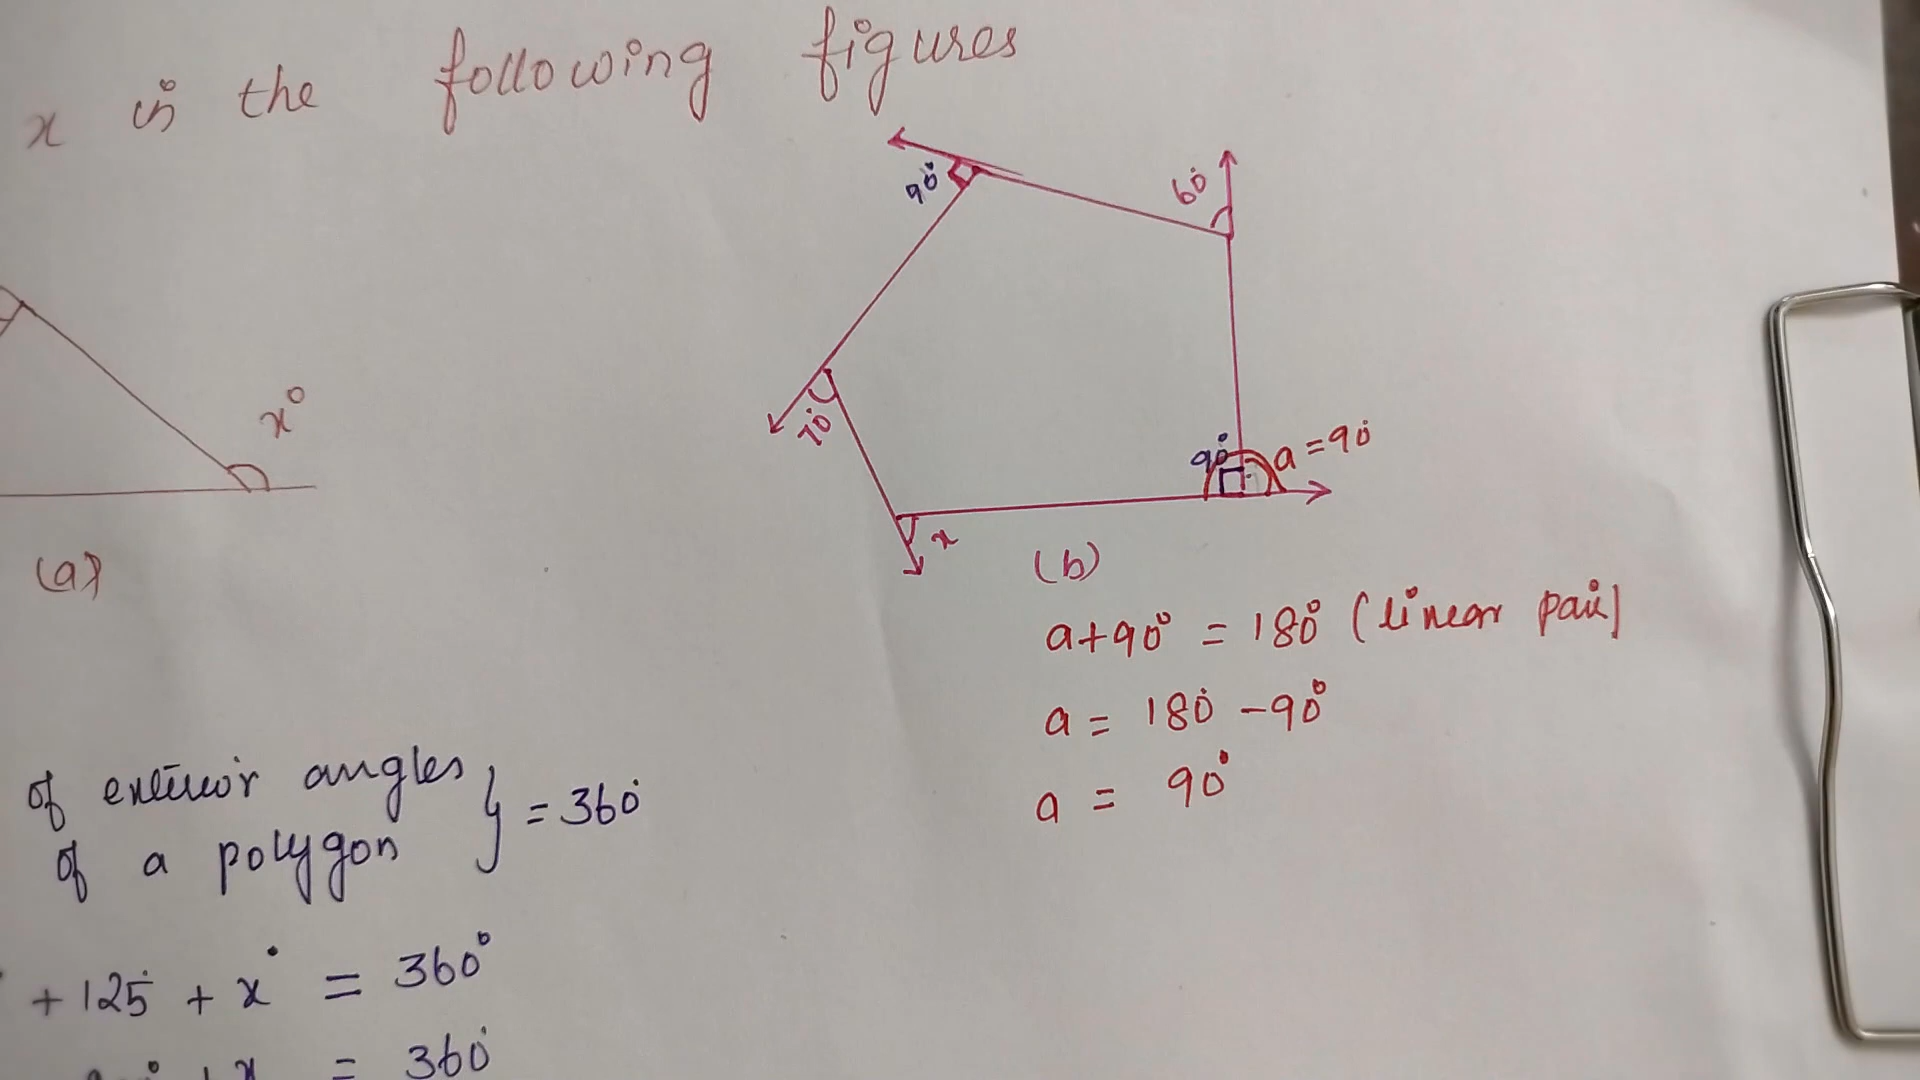 x in the following figures
90°
60°
x°
70°
90°
a = 90°
x
(a)
(b)
a+90° = 180° (linear pair)
a = 180° - 90°
a = 90°
of exterior angles
of a polygon } = 360°
+ 125° + x° = 360°
+ x = 360°